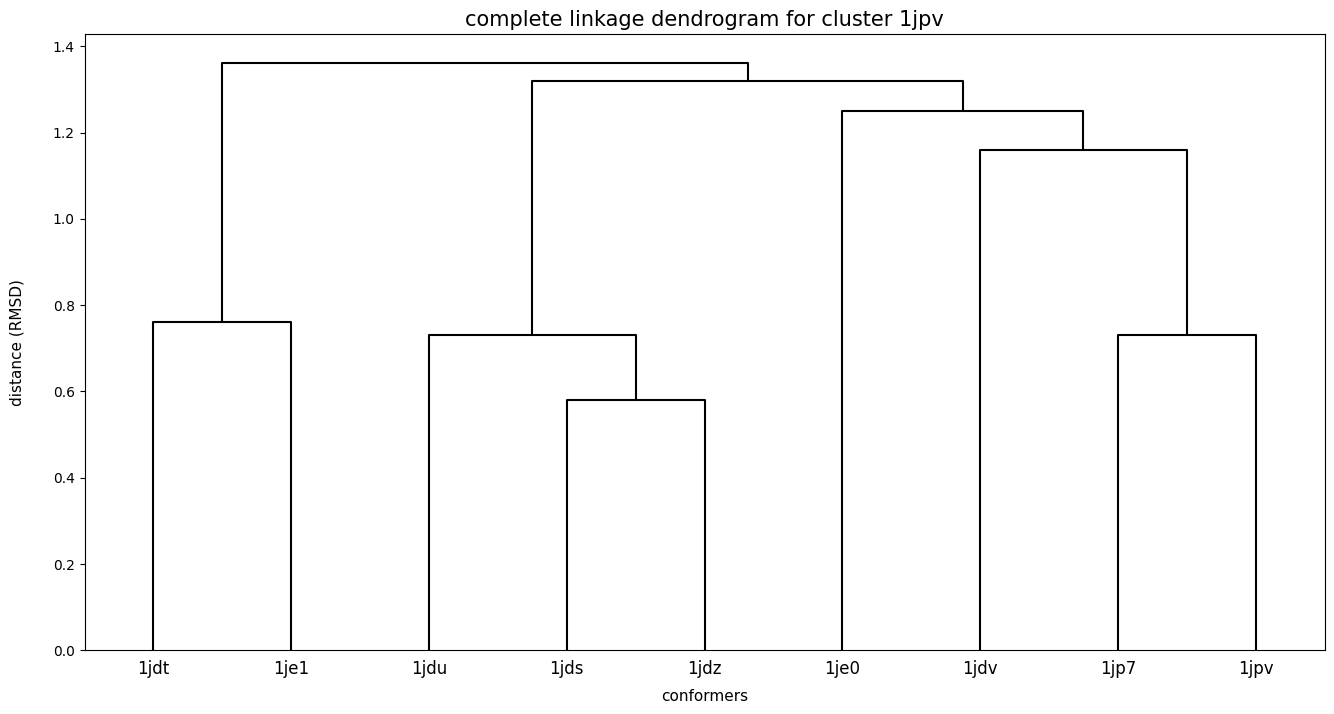 complete linkage dendrogram for cluster 1jpv
1.4
1.2
1.0
0.8
0.6
0.4
0.2
0.0
distance (RMSD)
1jdt 1je1 1jdu 1jds 1jdz 1je0 1jdv 1jp7 1jpv
conformers